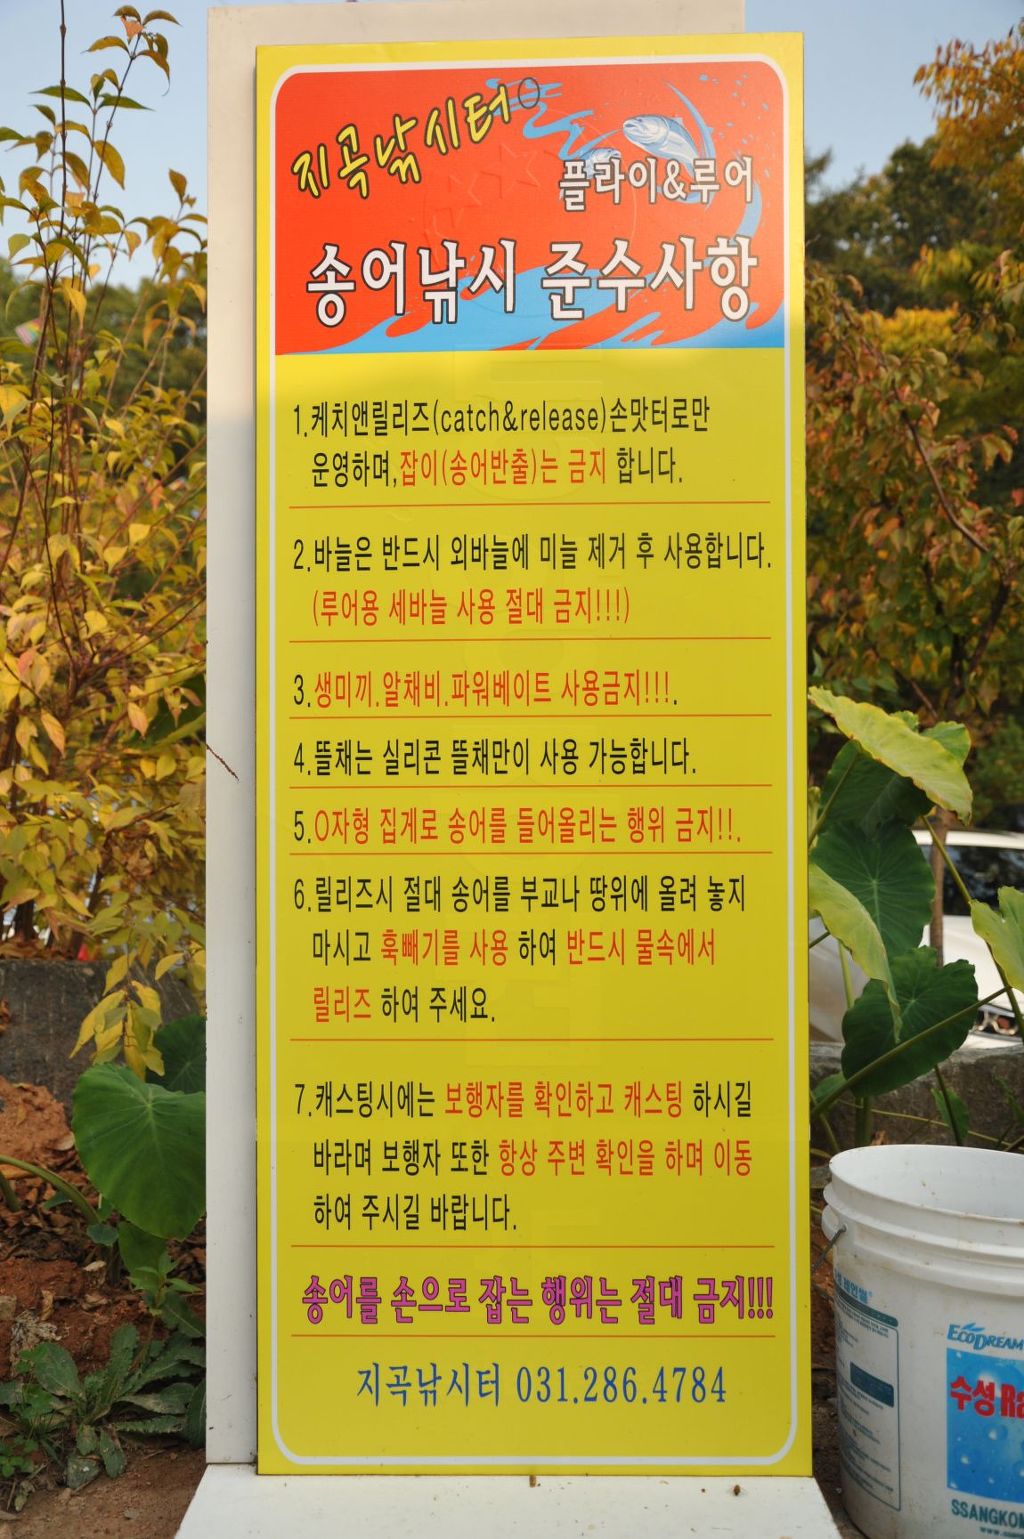 지곡낚시터
플라이&루어
송어낚시 준수사항
1.케치앤릴리즈(catch&release)손맛터로만
운영하며,잡이(송어반출)는 금지 합니다.
2.바늘은 반드시 외바늘에 미늘 제거 후 사용합니다.
(루어용 세바늘 사용 절대 금지!!!)
3.생미끼.알채비.파워베이트 사용금지!!!.
4.뜰채는 실리콘 뜰채만이 사용 가능합니다.
5.O자형 집게로 송어를 들어올리는 행위 금지!!.
6.릴리즈시 절대 송어를 부교나 땅위에 올려 놓지
마시고 훅빼기를 사용 하여 반드시 물속에서
릴리즈 하여 주세요.
7.캐스팅시에는 보행자를 확인하고 캐스팅 하시길
바라며 보행자 또한 항상 주변 확인을 하며 이동
하여 주시길 바랍니다.
송어를 손으로 잡는 행위는 절대 금지!!!
지곡낚시터 031.286.4784
ECODREAM
수성
SSANGKO